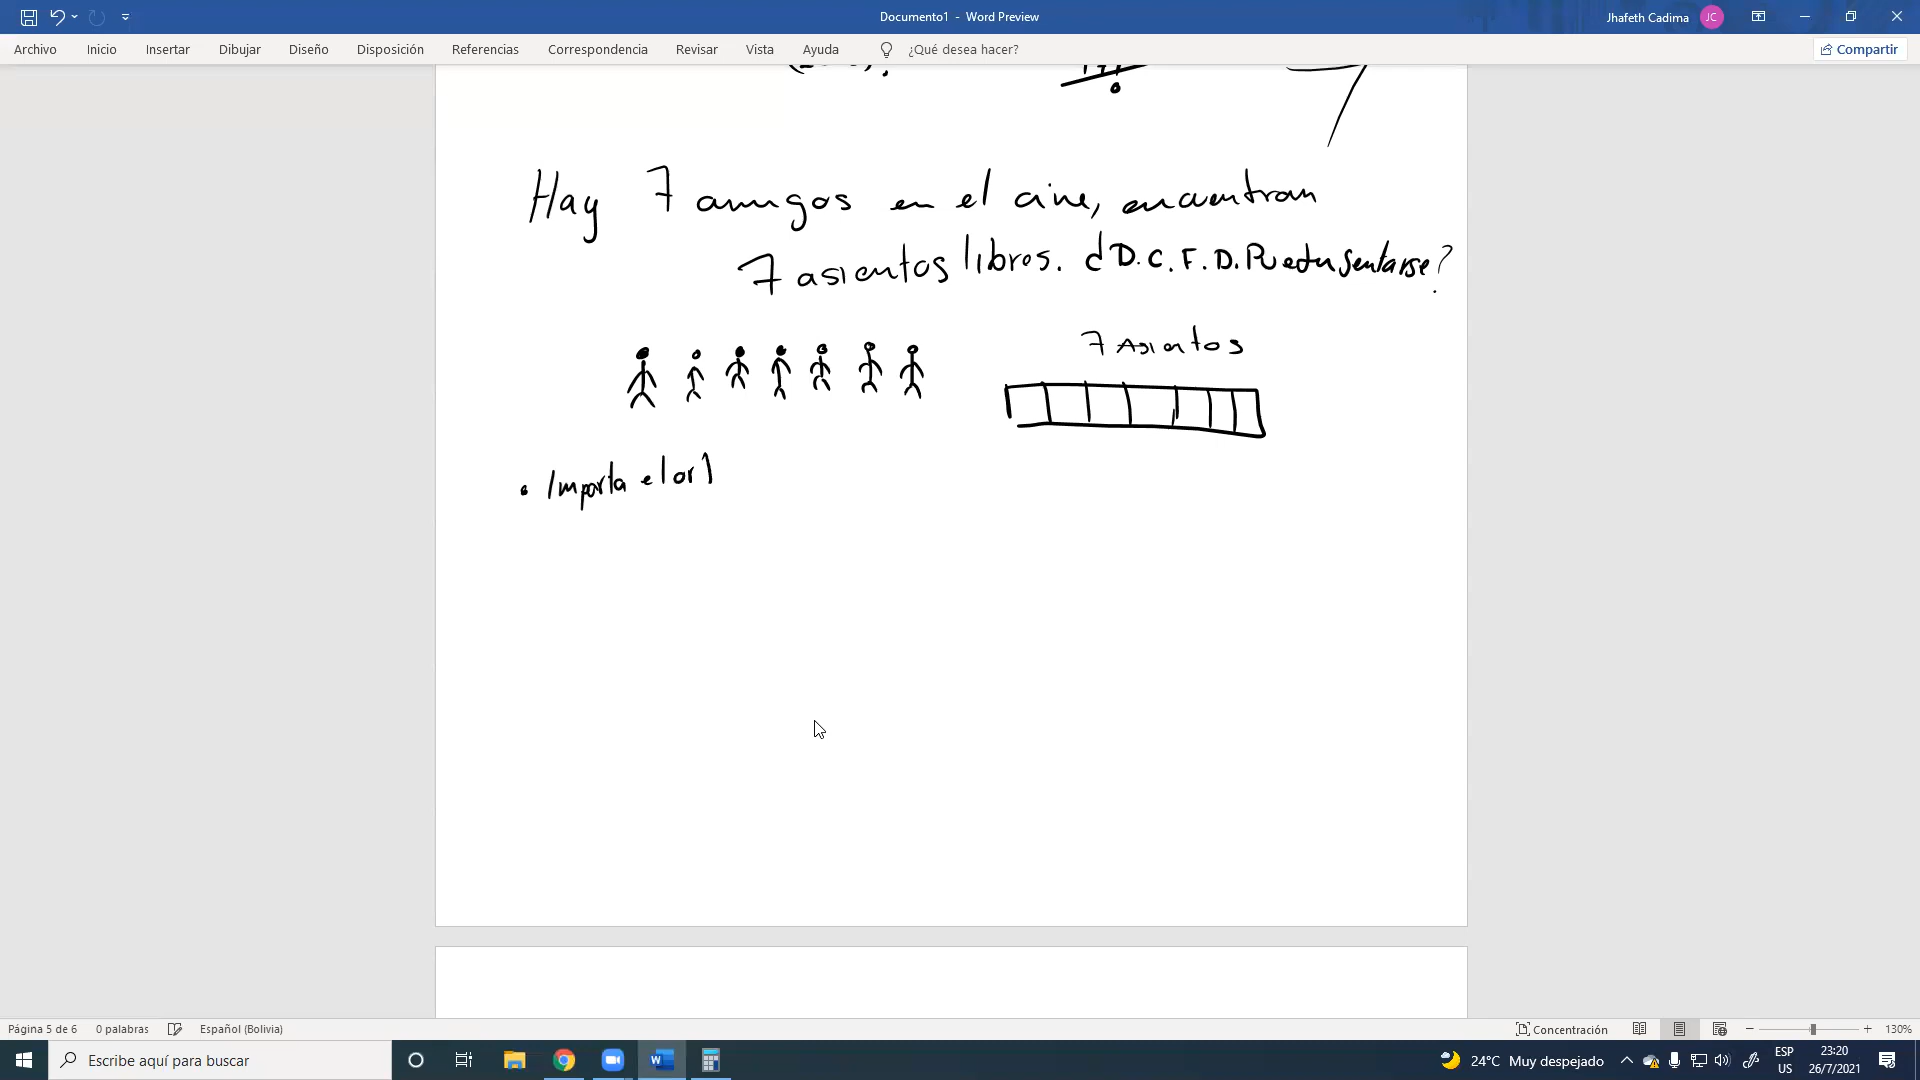 Documento1 - Word Preview
Jhafeth Cadima
JC
Archivo Inicio Insertar Dibujar Diseño Disposición Referencias Correspondencia Revisar Vista Ayuda ¿Qué desea hacer? Compartir
Hay 7 amigos en el cine, encuentran
7 asientos libres. ¿D.C.F.D. Pueden Sentarse?
7 Asientos
• Importa el or
Página 5 de 6 0 palabras Español (Bolivia) Concentración 130%
Escribe aquí para buscar
24°C Muy despejado
ESP
US
23:20
26/7/2021